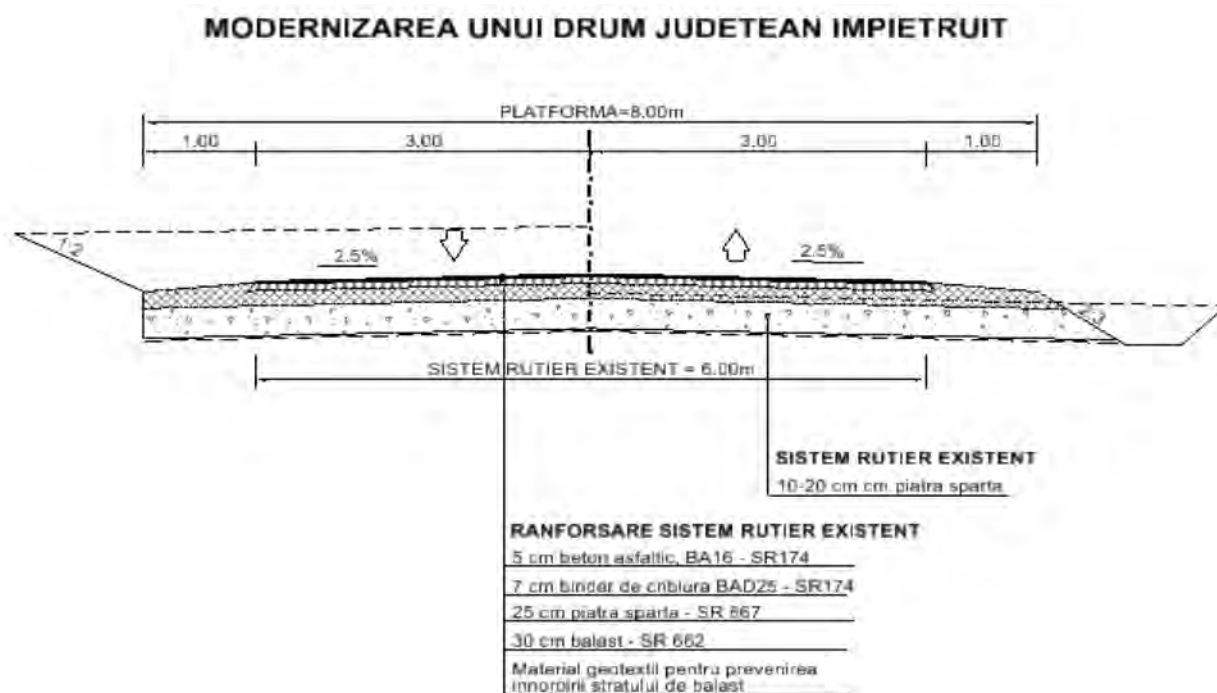 MODERNIZAREA UNUI DRUM JUDETEAN IMPIETRUIT
PLATFORMA=8.00m
1.00 3.00 3.00 1.00
1:2
2.5% 2.5%
SISTEM RUTIER EXISTENT = 6.00m
SISTEM RUTIER EXISTENT
10-20 cm cm piatra sparta
RANFORSARE SISTEM RUTIER EXISTENT
5 cm beton asfaltic, BA16 - SR174
7 cm binder de criblura BAD25 - SR174
25 cm piatra sparta - SR 667
30 cm balast - SR 662
Material geotextil pentru prevenirea
innoroirii stratului de balast